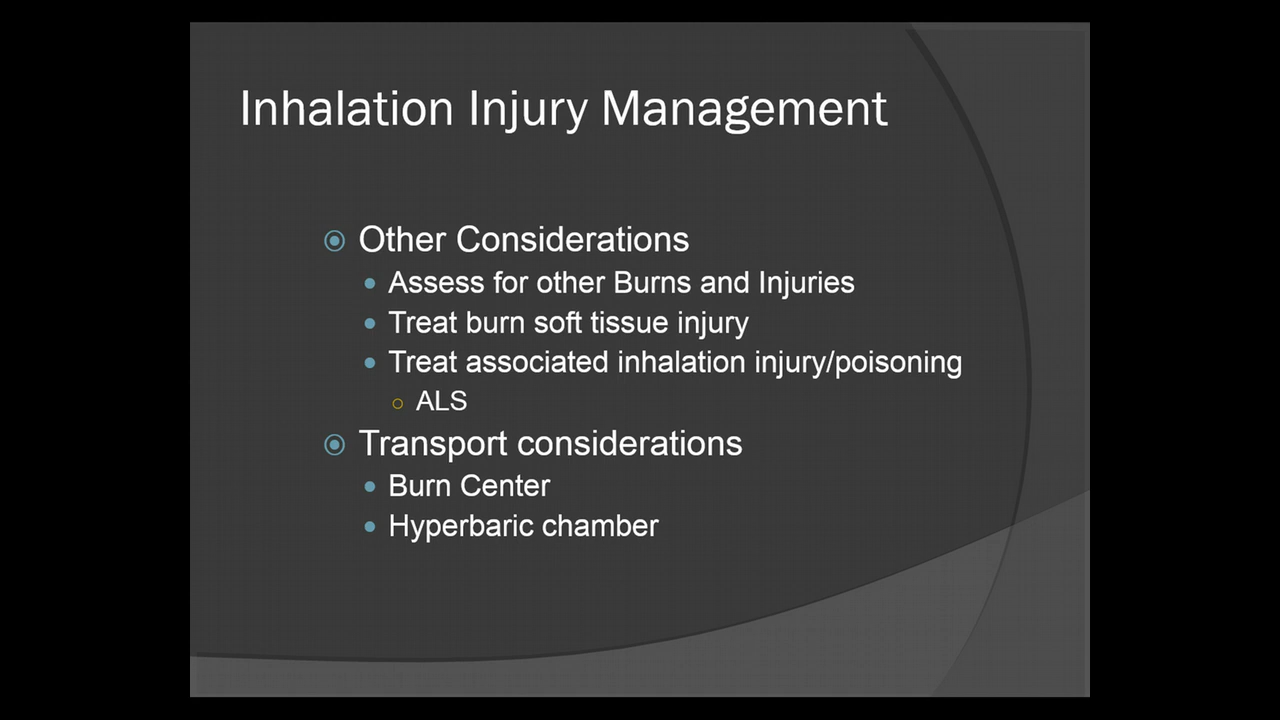 Inhalation Injury Management
Other Considerations
Assess for other Burns and Injuries
Treat burn soft tissue injury
Treat associated inhalation injury/poisoning
ALS
Transport considerations
Burn Center
Hyperbaric chamber